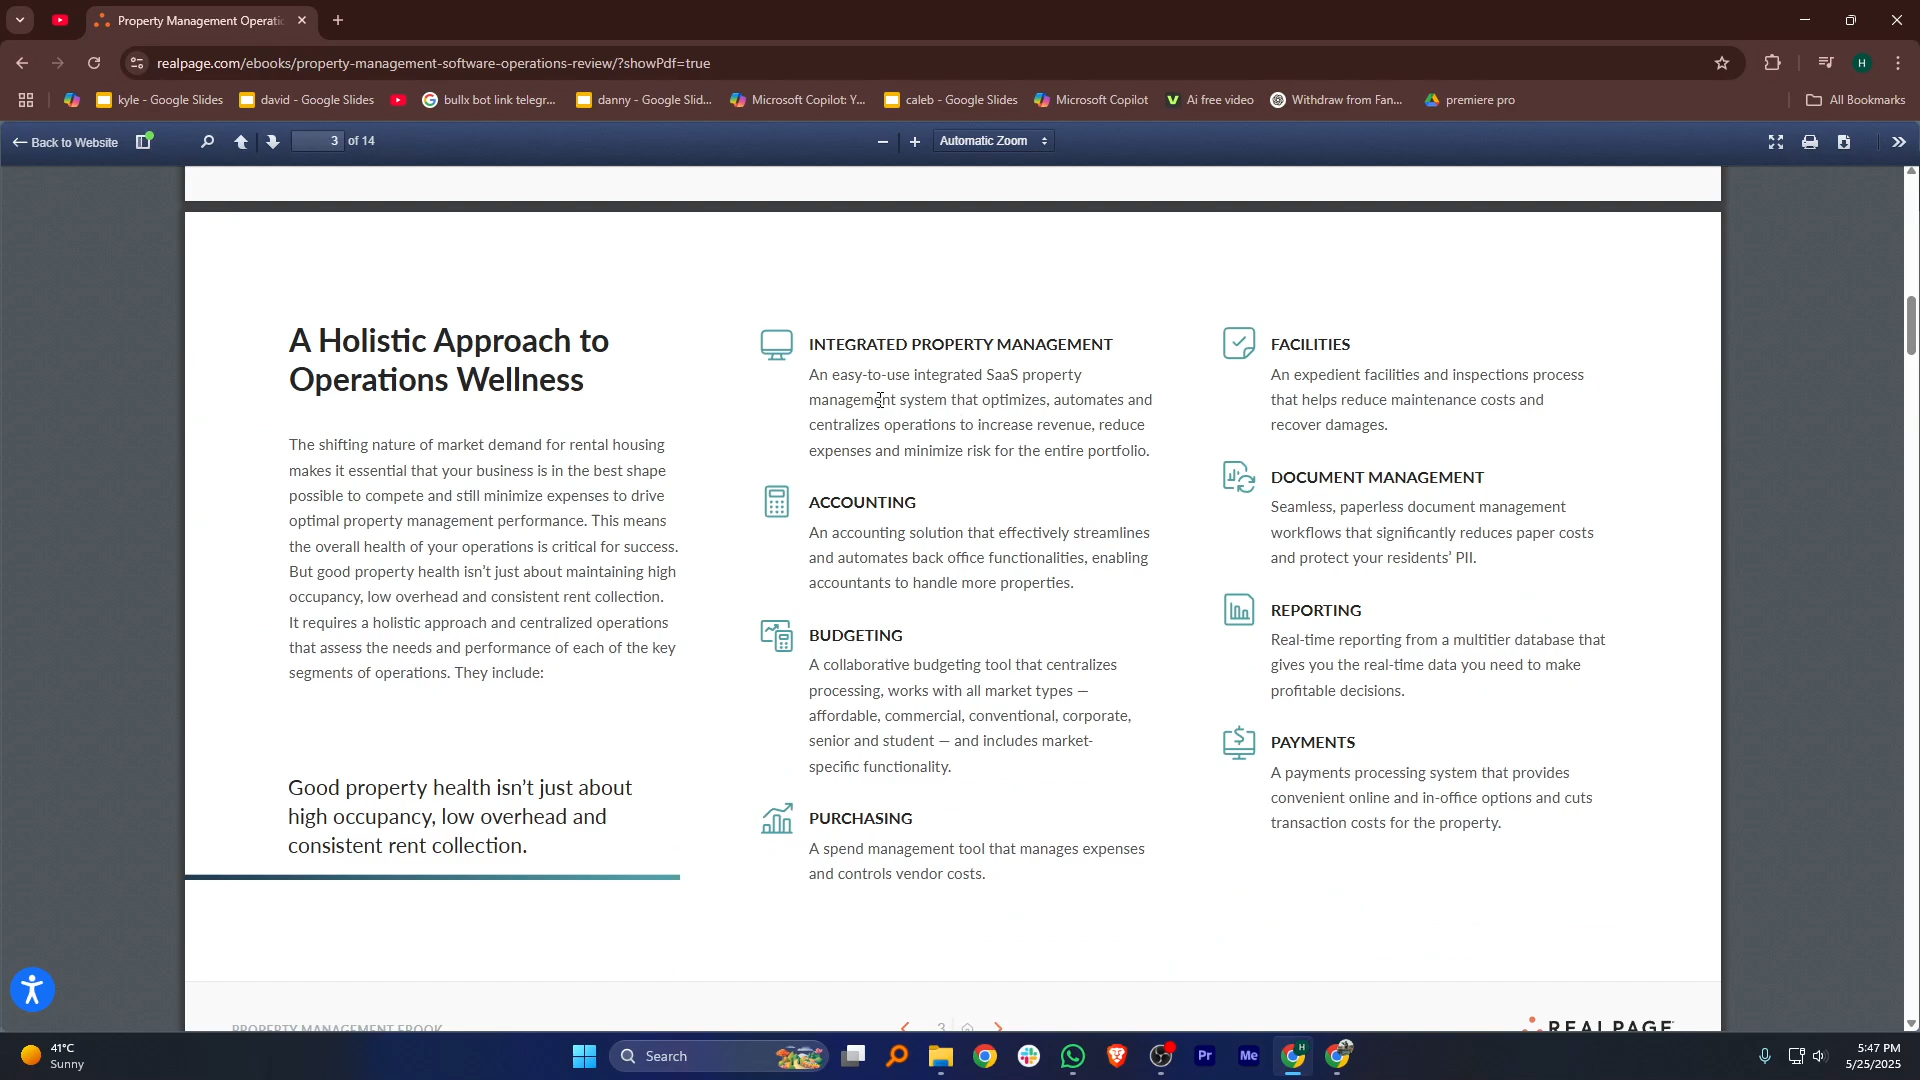 Property Management Operatic
realpage.com/ebooks/property-management-software-operations-review/?showPdf=true
H
kyle - Google Slides
david - Google Slides
bullx bot link telegr...
danny - Google Slid...
Microsoft Copilot: Y...
caleb - Google Slides
Microsoft Copilot
Ai free video
Withdraw from Fan...
premiere pro
All Bookmarks
Back to Website
3 of 14
Automatic Zoom
A Holistic Approach to
Operations Wellness
The shifting nature of market demand for rental housing
makes it essential that your business is in the best shape
possible to compete and still minimize expenses to drive
optimal property management performance. This means
the overall health of your operations is critical for success.
But good property health isn't just about maintaining high
occupancy, low overhead and consistent rent collection.
It requires a holistic approach and centralized operations
that assess the needs and performance of each of the key
segments of operations. They include:
Good property health isn't just about
high occupancy, low overhead and
consistent rent collection.
INTEGRATED PROPERTY MANAGEMENT
An easy-to-use integrated SaaS property
management system that optimizes, automates and
centralizes operations to increase revenue, reduce
expenses and minimize risk for the entire portfolio.
ACCOUNTING
An accounting solution that effectively streamlines
and automates back office functionalities, enabling
accountants to handle more properties.
BUDGETING
A collaborative budgeting tool that centralizes
processing, works with all market types —
affordable, commercial, conventional, corporate,
senior and student — and includes market-
specific functionality.
PURCHASING
A spend management tool that manages expenses
and controls vendor costs.
FACILITIES
An expedient facilities and inspections process
that helps reduce maintenance costs and
recover damages.
DOCUMENT MANAGEMENT
Seamless, paperless document management
workflows that significantly reduces paper costs
and protect your residents' PII.
REPORTING
Real-time reporting from a multitier database that
gives you the real-time data you need to make
profitable decisions.
PAYMENTS
A payments processing system that provides
convenient online and in-office options and cuts
transaction costs for the property.
PROPERTY MANAGEMENT EBOOK
3
REALPAGE
41°C
Sunny
Search
Pr
Me
5:47 PM
5/25/2025